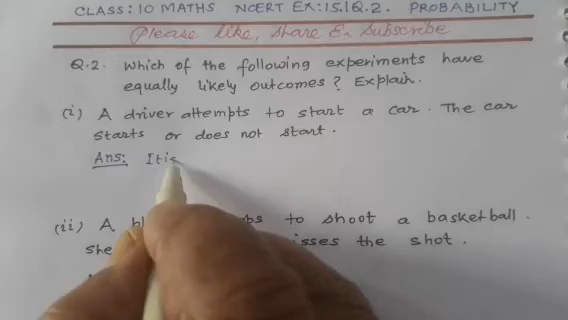 CLASS: 10 MATHS NCERT EX: 15.1 Q.2. PROBABILITY
Please like, share & subscribe
Q.2. Which of the following experiments have
equally likely outcomes? Explain.
(i) A driver attempts to start a car. The car
starts or does not start.
Ans: It is
(ii) A to shoot a basketball.
she the shot.